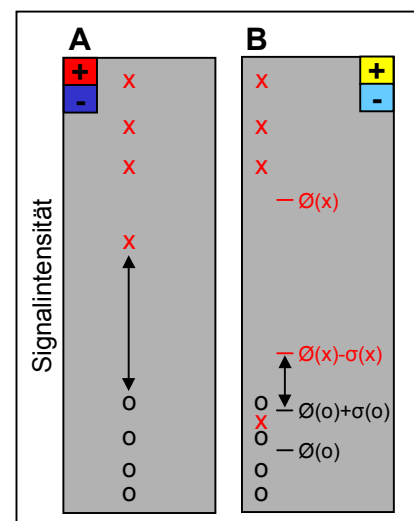 A
B
+
-
+
-
x
x
x
x
o
o
o
o
x
x
x
Ø(x)
Ø(x)-σ(x)
o
Ø(o)+σ(o)
x
o
Ø(o)
o
o
Signalintensität